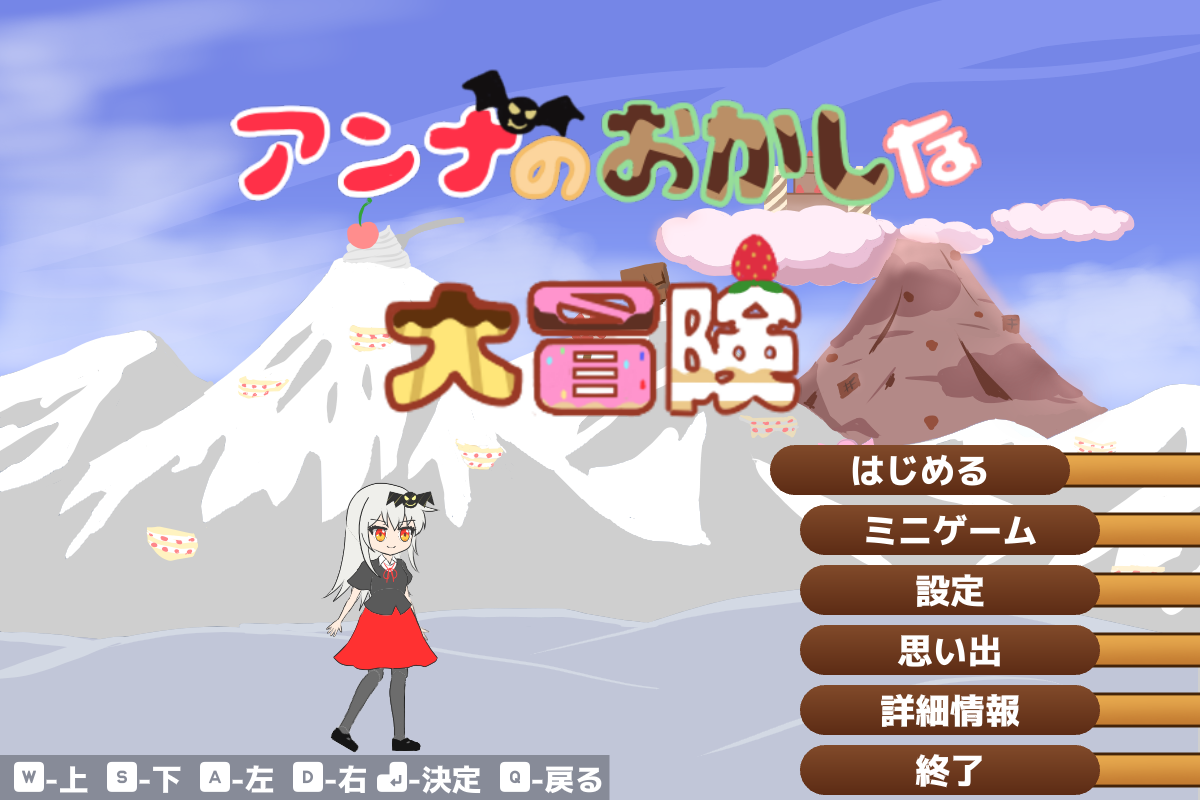 アンナのおかしな
大冒険
はじめる
ミニゲーム
設定
思い出
詳細情報
終了
W-上 S-下 A-左 D-右 ↵-決定 Q-戻る